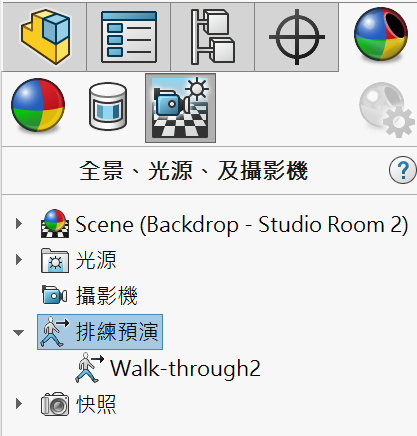 全景、光源、及攝影機
?
Scene (Backdrop - Studio Room 2)
光源
攝影機
排練預演
Walk-through2
快照